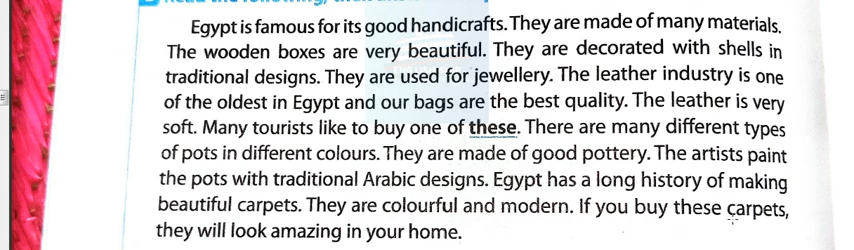 Egypt is famous for its good handicrafts. They are made of many materials.
The wooden boxes are very beautiful. They are decorated with shells in
traditional designs. They are used for jewellery. The leather industry is one
of the oldest in Egypt and our bags are the best quality. The leather is very
soft. Many tourists like to buy one of these. There are many different types
of pots in different colours. They are made of good pottery. The artists paint
the pots with traditional Arabic designs. Egypt has a long history of making
beautiful carpets. They are colourful and modern. If you buy these carpets,
they will look amazing in your home.